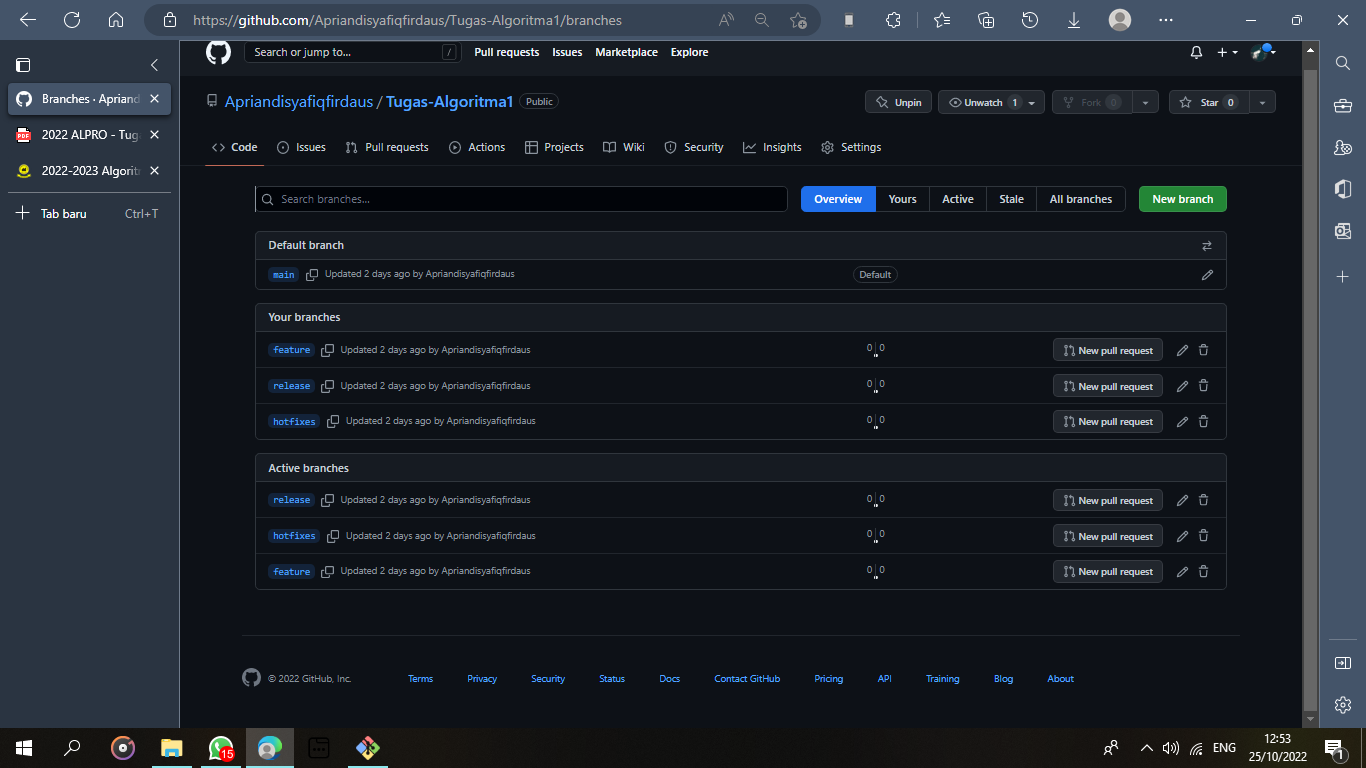 https://github.com/Apriandisyafiqfirdaus/Tugas-Algoritma1/branches
Branches · Apriand
2022 ALPRO - Tug
2022-2023 Algorit
Tab baru Ctrl+T
Search or jump to... /
Pull requests Issues Marketplace Explore
Apriandisyafiqfirdaus / Tugas-Algoritma1 Public
Unpin Unwatch 1 Fork 0 Star 0
Code Issues Pull requests Actions Projects Wiki Security Insights Settings
Search branches...
Overview Yours Active Stale All branches New branch
Default branch
main Updated 2 days ago by Apriandisyafiqfirdaus Default
Your branches
feature Updated 2 days ago by Apriandisyafiqfirdaus 0 0 New pull request
release Updated 2 days ago by Apriandisyafiqfirdaus 0 0 New pull request
hotfixes Updated 2 days ago by Apriandisyafiqfirdaus 0 0 New pull request
Active branches
release Updated 2 days ago by Apriandisyafiqfirdaus 0 0 New pull request
hotfixes Updated 2 days ago by Apriandisyafiqfirdaus 0 0 New pull request
feature Updated 2 days ago by Apriandisyafiqfirdaus 0 0 New pull request
© 2022 GitHub, Inc. Terms Privacy Security Status Docs Contact GitHub Pricing API Training Blog About
15
ENG
12:53
25/10/2022
1